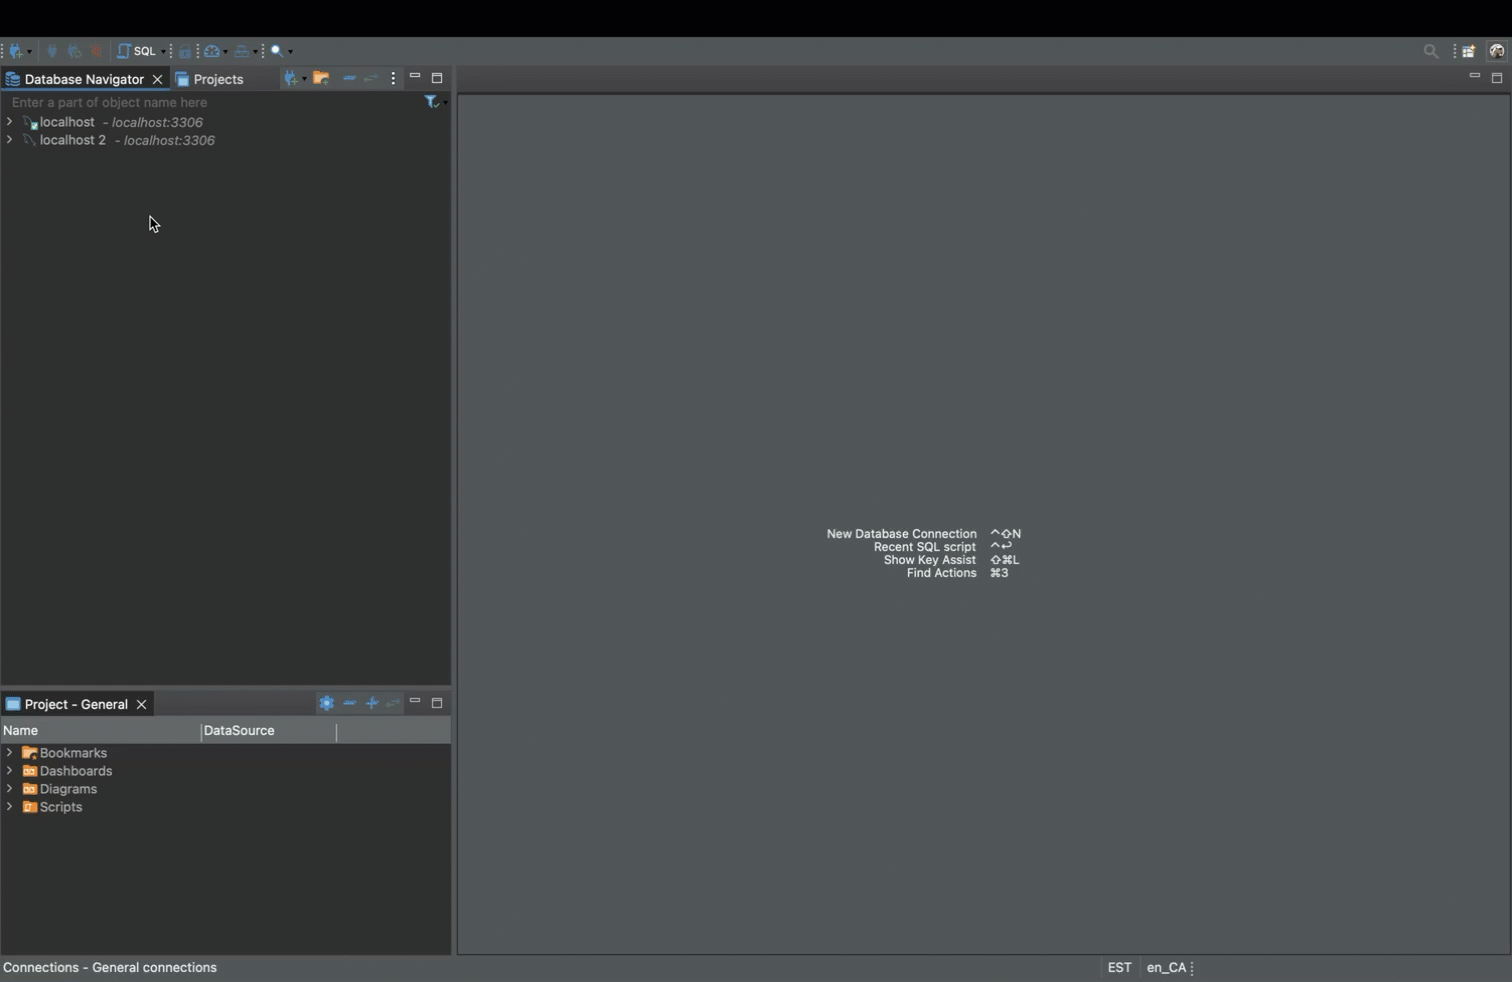 SQL
Database Navigator
Projects
Enter a part of object name here
localhost - localhost:3306
localhost 2 - localhost:3306
New Database Connection ^⇧N
Recent SQL script ^↩
Show Key Assist ⇧⌘L
Find Actions ⌘3
Project - General
Name DataSource
Bookmarks
Dashboards
Diagrams
Scripts
Connections - General connections EST en_CA